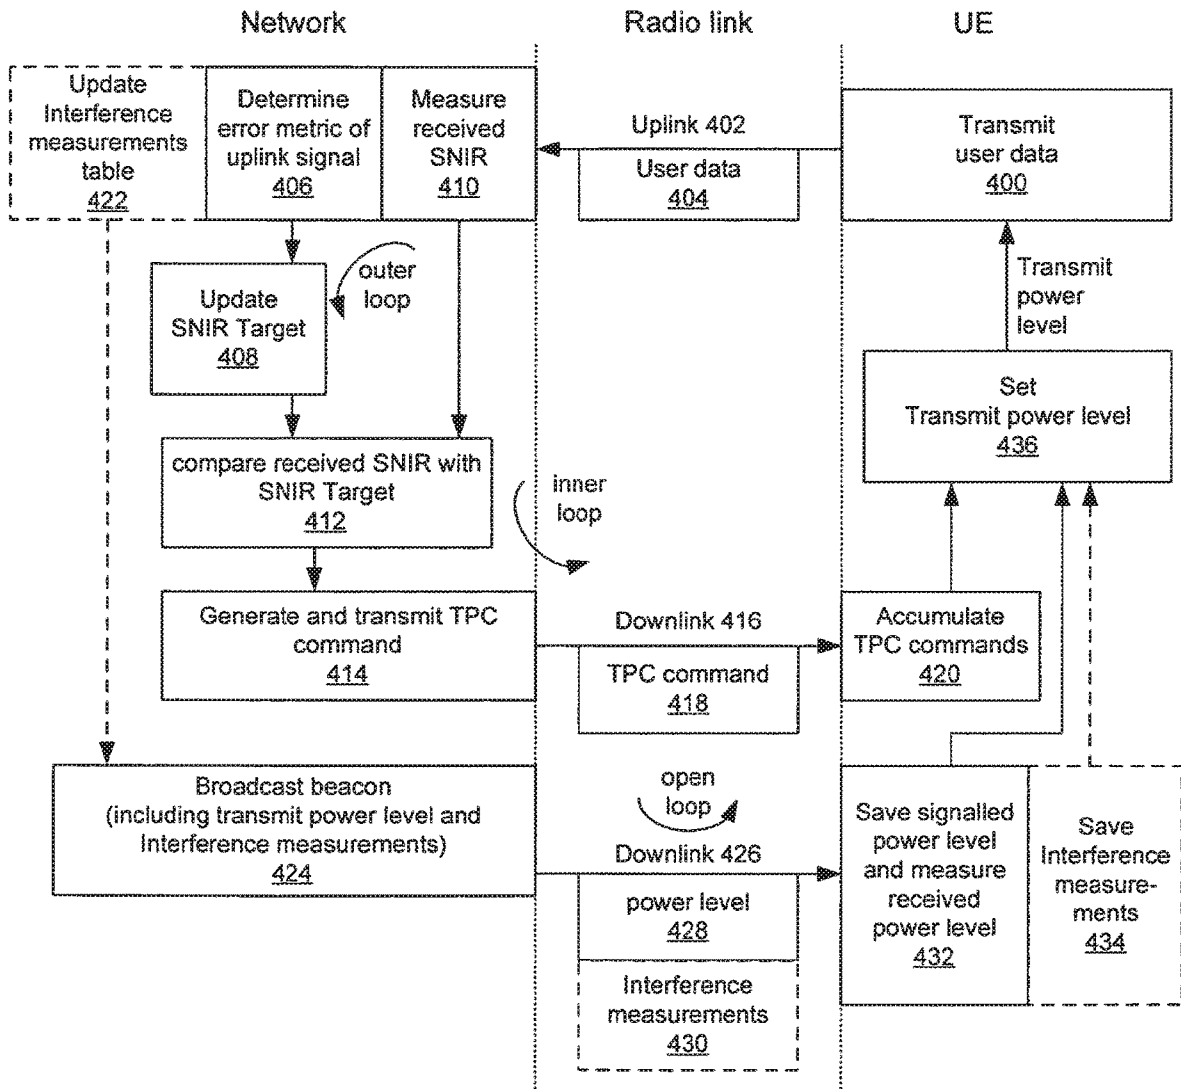 Network
Radio link
UE
Update
Interference
measurements
table
422
Determine
error metric of
uplink signal
406
Measure
received
SNIR
410
Uplink 402
User data
404
Transmit
user data
400
outer
loop
Update
SNIR Target
408
Transmit
power
level
Set
Transmit power level
436
compare received SNIR with
SNIR Target
412
inner
loop
Generate and transmit TPC
command
414
Downlink 416
TPC command
418
Accumulate
TPC commands
420
Broadcast beacon
(including transmit power level and
Interference measurements)
424
open
loop
Downlink 426
power level
428
Interference
measurements
430
Save signalled
power level
and measure
received
power level
432
Save
Interference
measure-
ments
434